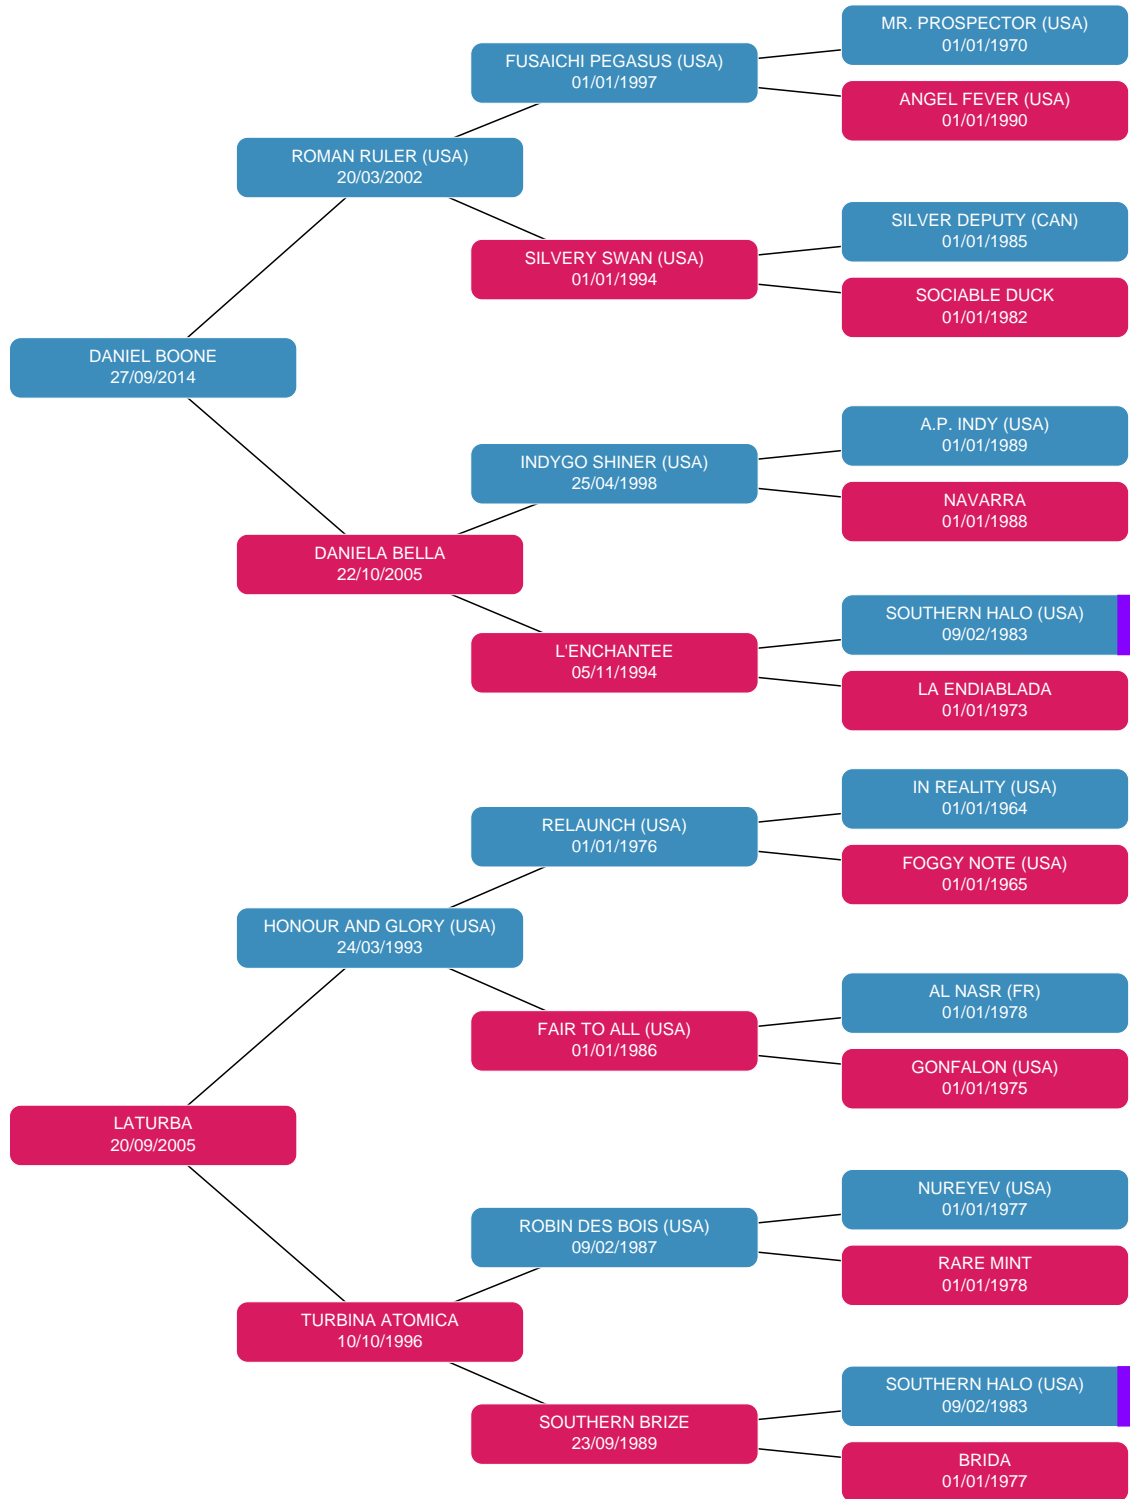 MR. PROSPECTOR (USA)
01/01/1970
FUSAICHI PEGASUS (USA)
01/01/1997
ANGEL FEVER (USA)
01/01/1990
ROMAN RULER (USA)
20/03/2002
SILVER DEPUTY (CAN)
01/01/1985
SILVERY SWAN (USA)
01/01/1994
SOCIABLE DUCK
01/01/1982
DANIEL BOONE
27/09/2014
A.P. INDY (USA)
01/01/1989
INDYGO SHINER (USA)
25/04/1998
NAVARRA
01/01/1988
DANIELA BELLA
22/10/2005
SOUTHERN HALO (USA)
09/02/1983
L'ENCHANTEE
05/11/1994
LA ENDIABLADA
01/01/1973
IN REALITY (USA)
01/01/1964
RELAUNCH (USA)
01/01/1976
FOGGY NOTE (USA)
01/01/1965
HONOUR AND GLORY (USA)
24/03/1993
AL NASR (FR)
01/01/1978
FAIR TO ALL (USA)
01/01/1986
GONFALON (USA)
01/01/1975
LATURBA
20/09/2005
NUREYEV (USA)
01/01/1977
ROBIN DES BOIS (USA)
09/02/1987
RARE MINT
01/01/1978
TURBINA ATOMICA
10/10/1996
SOUTHERN HALO (USA)
09/02/1983
SOUTHERN BRIZE
23/09/1989
BRIDA
01/01/1977